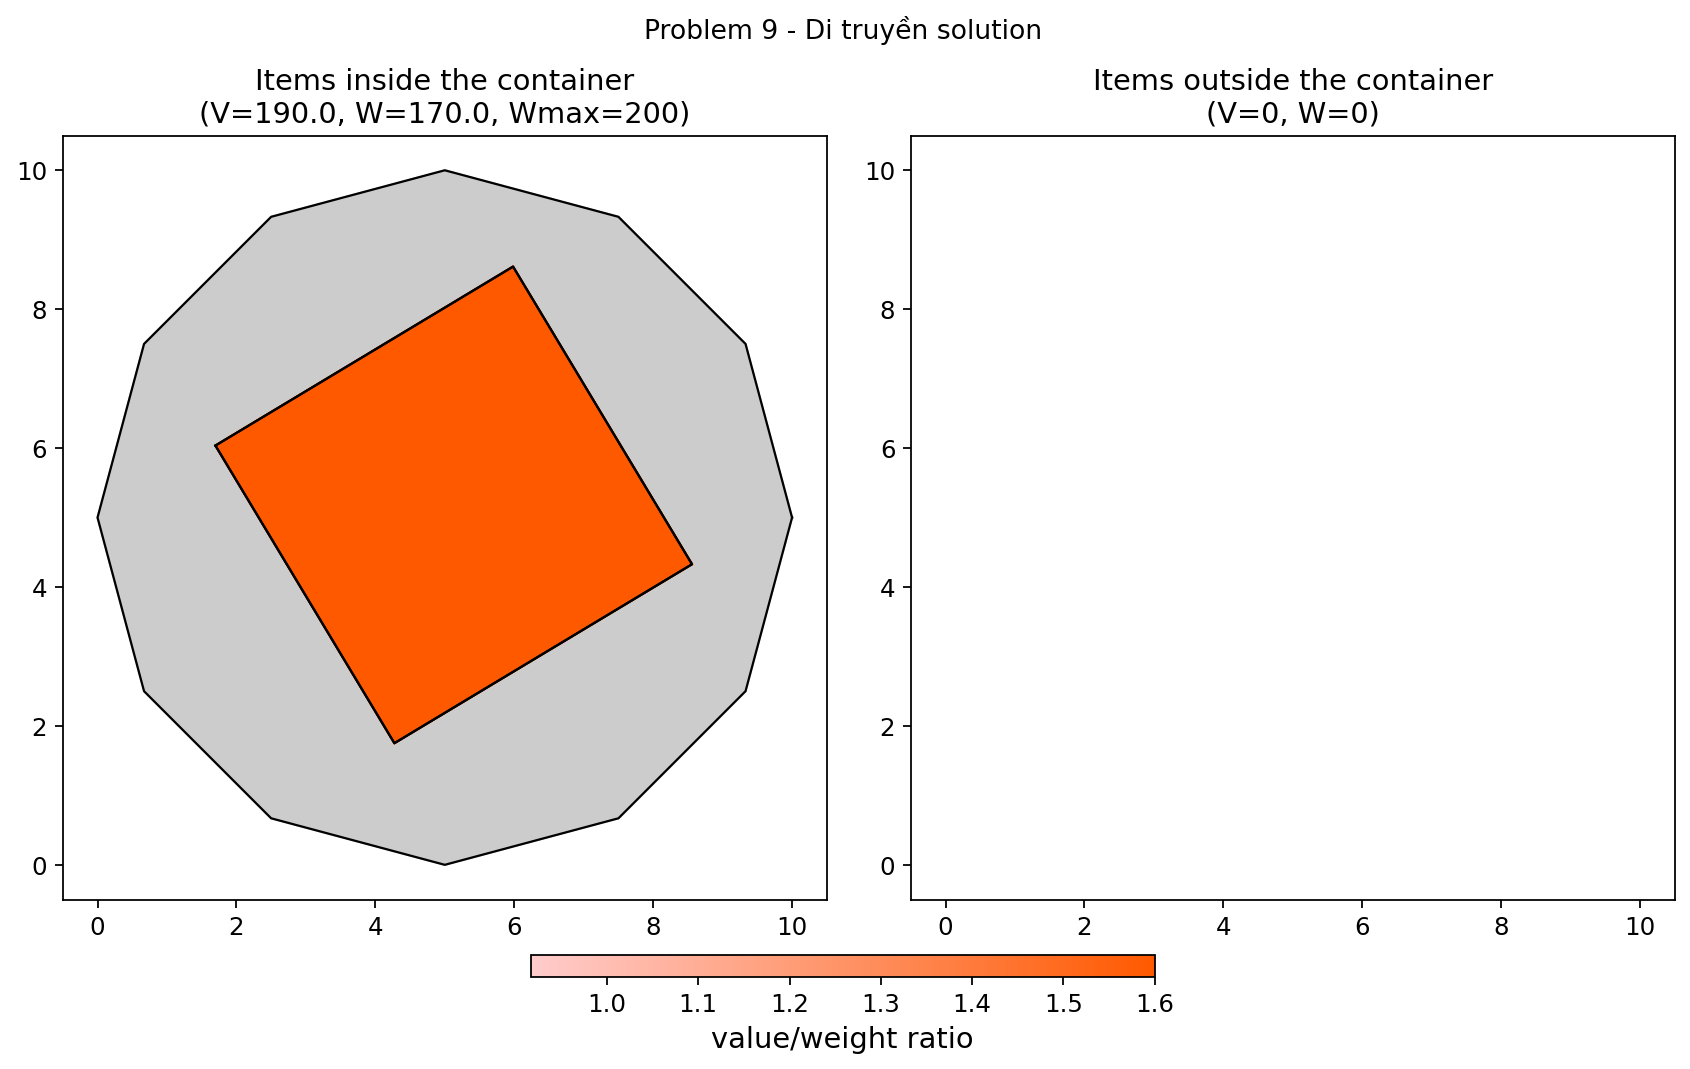 Problem 9 - Di truyền solution
Items inside the container
(V=190.0, W=170.0, Wmax=200)
Items outside the container
(V=0, W=0)
10
8
6
4
2
0
0 2 4 6 8 10
10
8
6
4
2
0
0 2 4 6 8 10
1.0 1.1 1.2 1.3 1.4 1.5 1.6
value/weight ratio